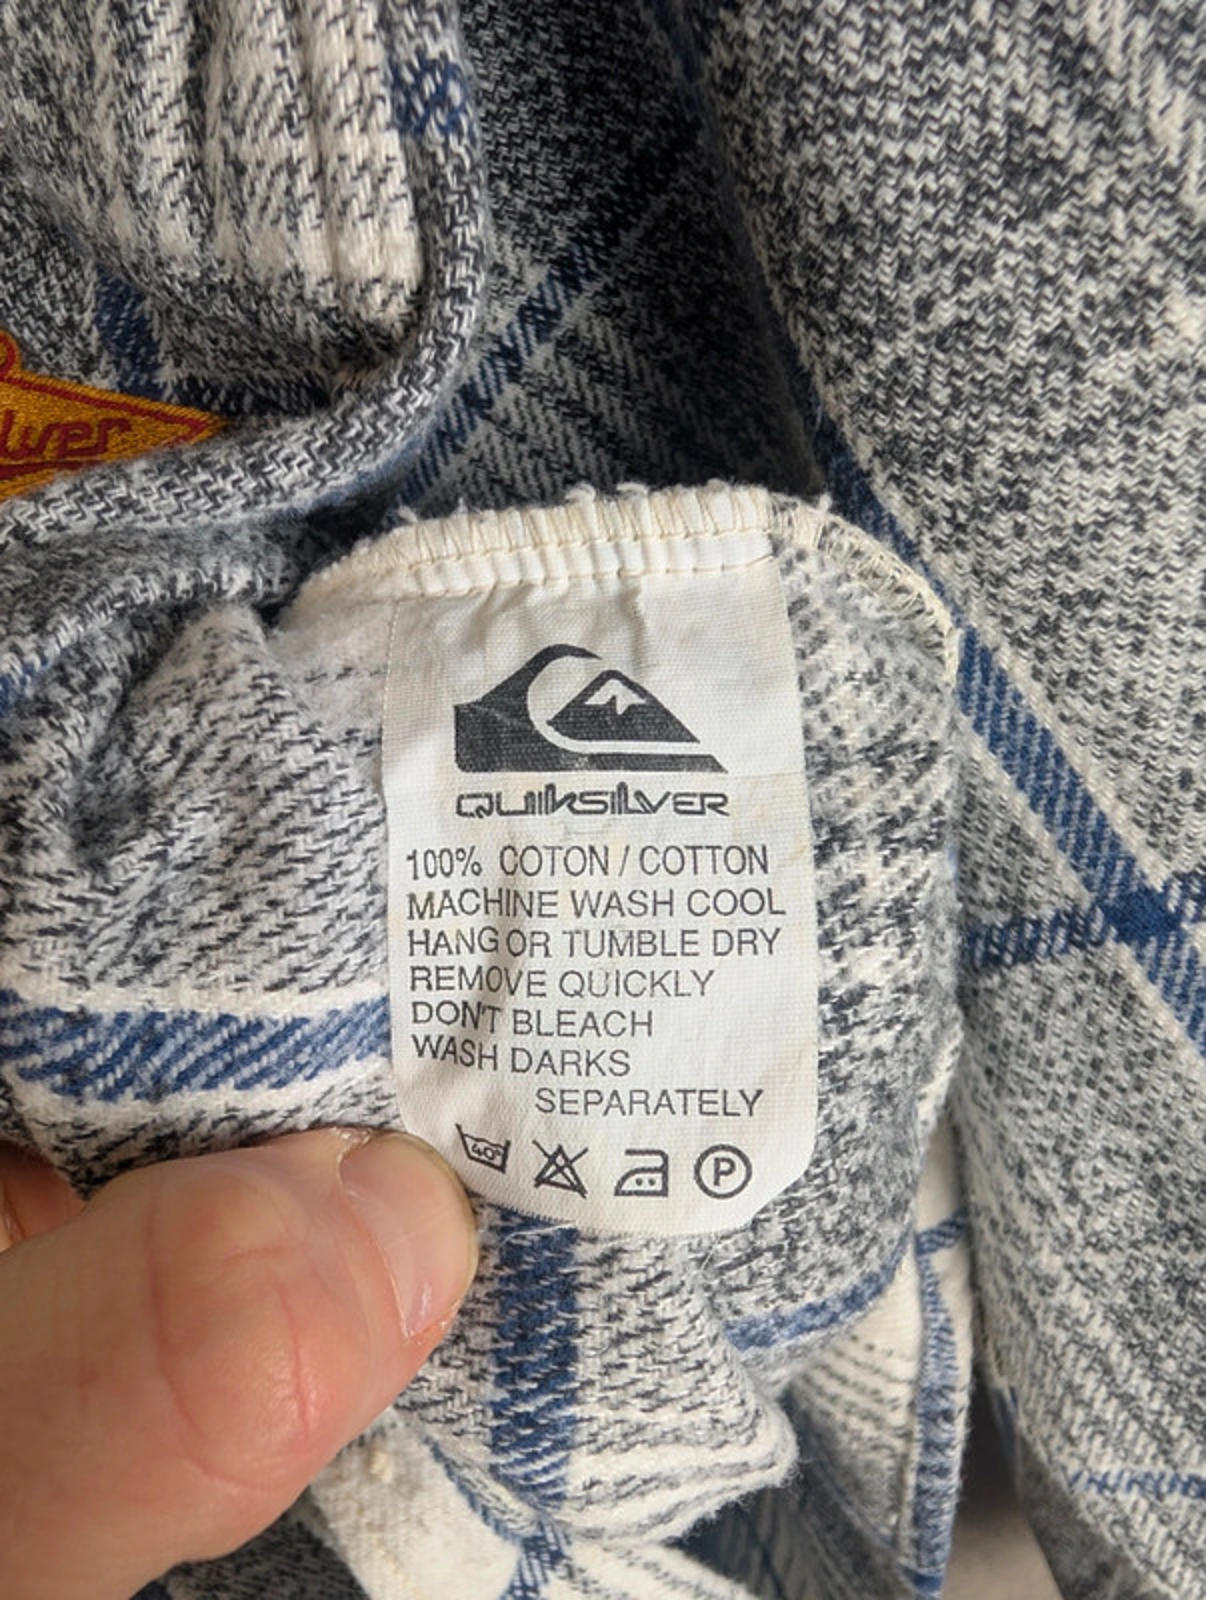 QUIKSILVER
100% COTON / COTTON
MACHINE WASH COOL
HANG OR TUMBLE DRY
REMOVE QUICKLY
DON'T BLEACH
WASH DARKS
SEPARATELY
40° P